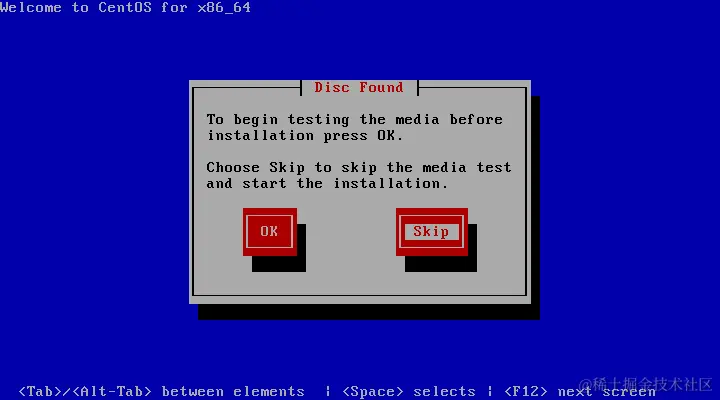 Welcome to CentOS for x86_64
Disc Found
To begin testing the media before
installation press OK.
Choose Skip to skip the media test
and start the installation.
OK Skip
<Tab>/<Alt-Tab> between elements | <Space> selects | <F12> next screen
@稀土掘金技术社区